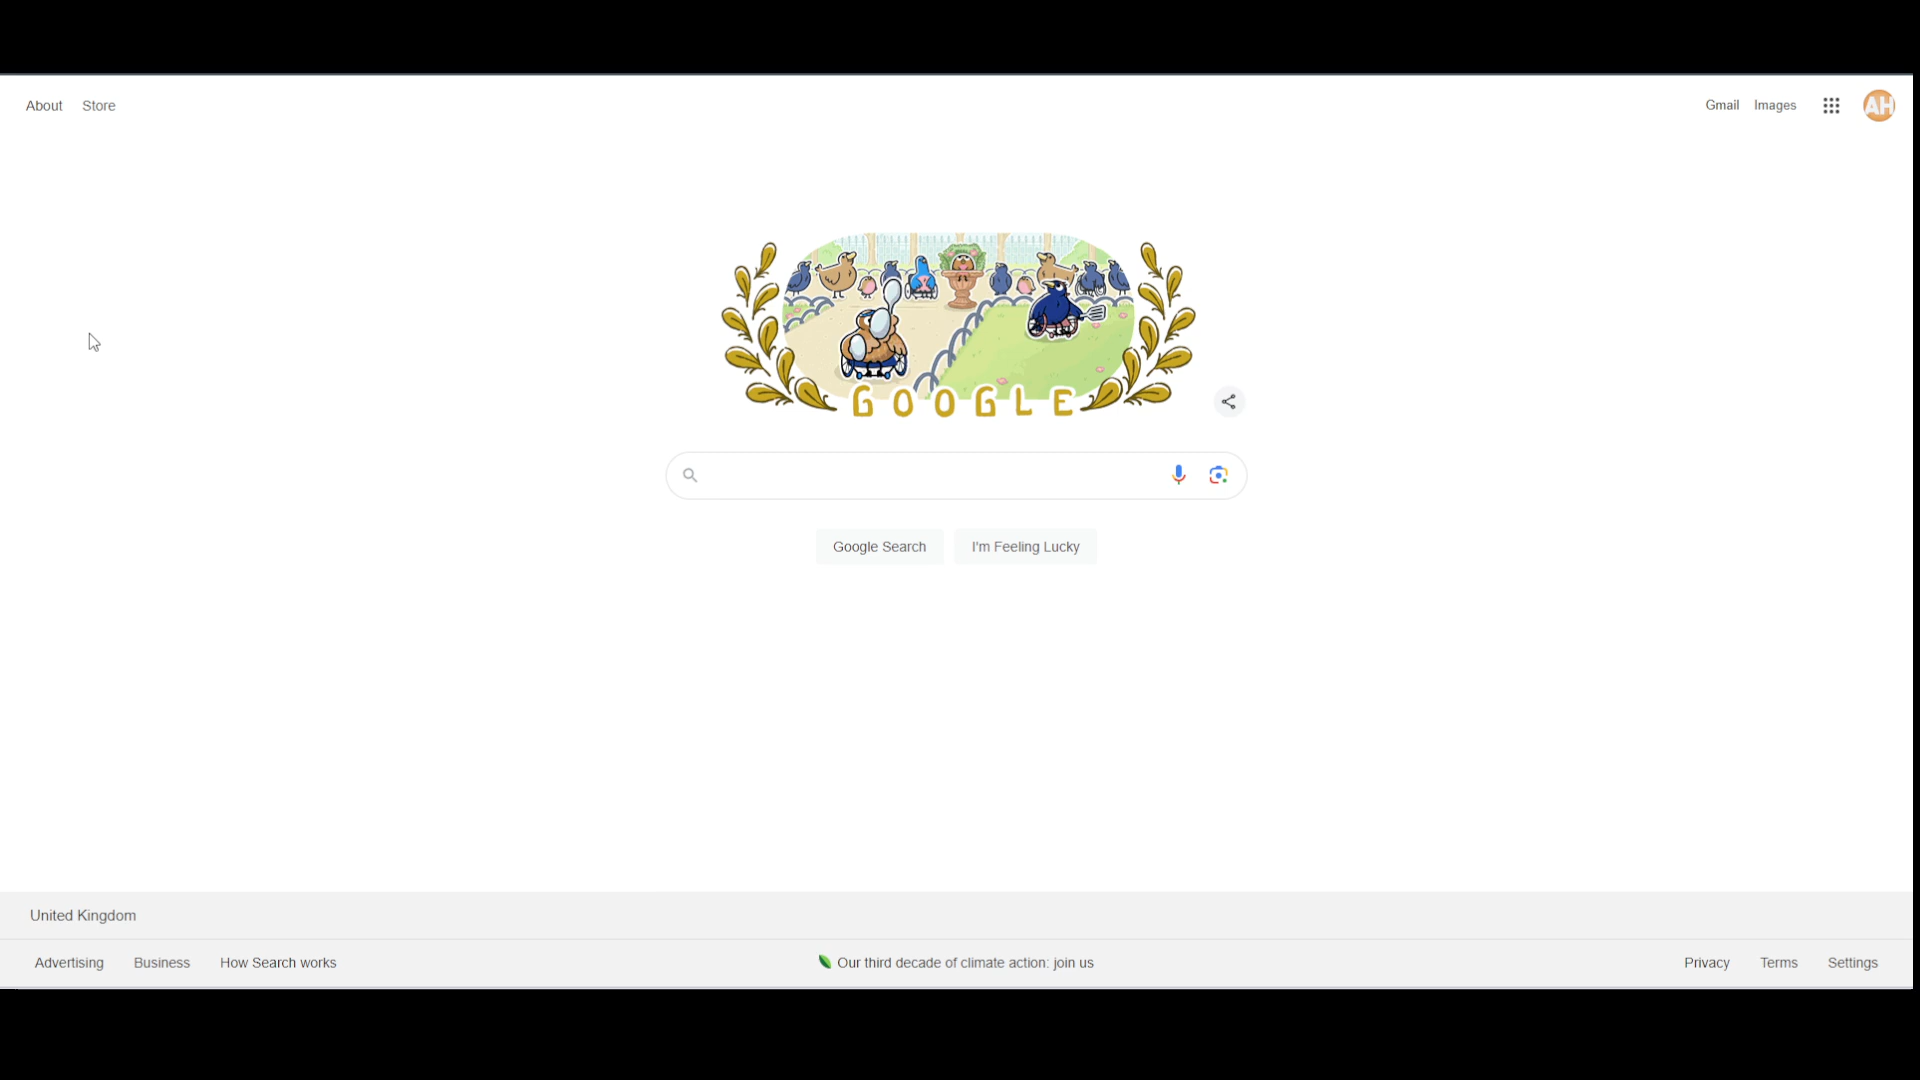 About Store Gmail Images AH
GOOGLE
Google Search I'm Feeling Lucky
United Kingdom
Advertising Business How Search works Our third decade of climate action: join us Privacy Terms Settings